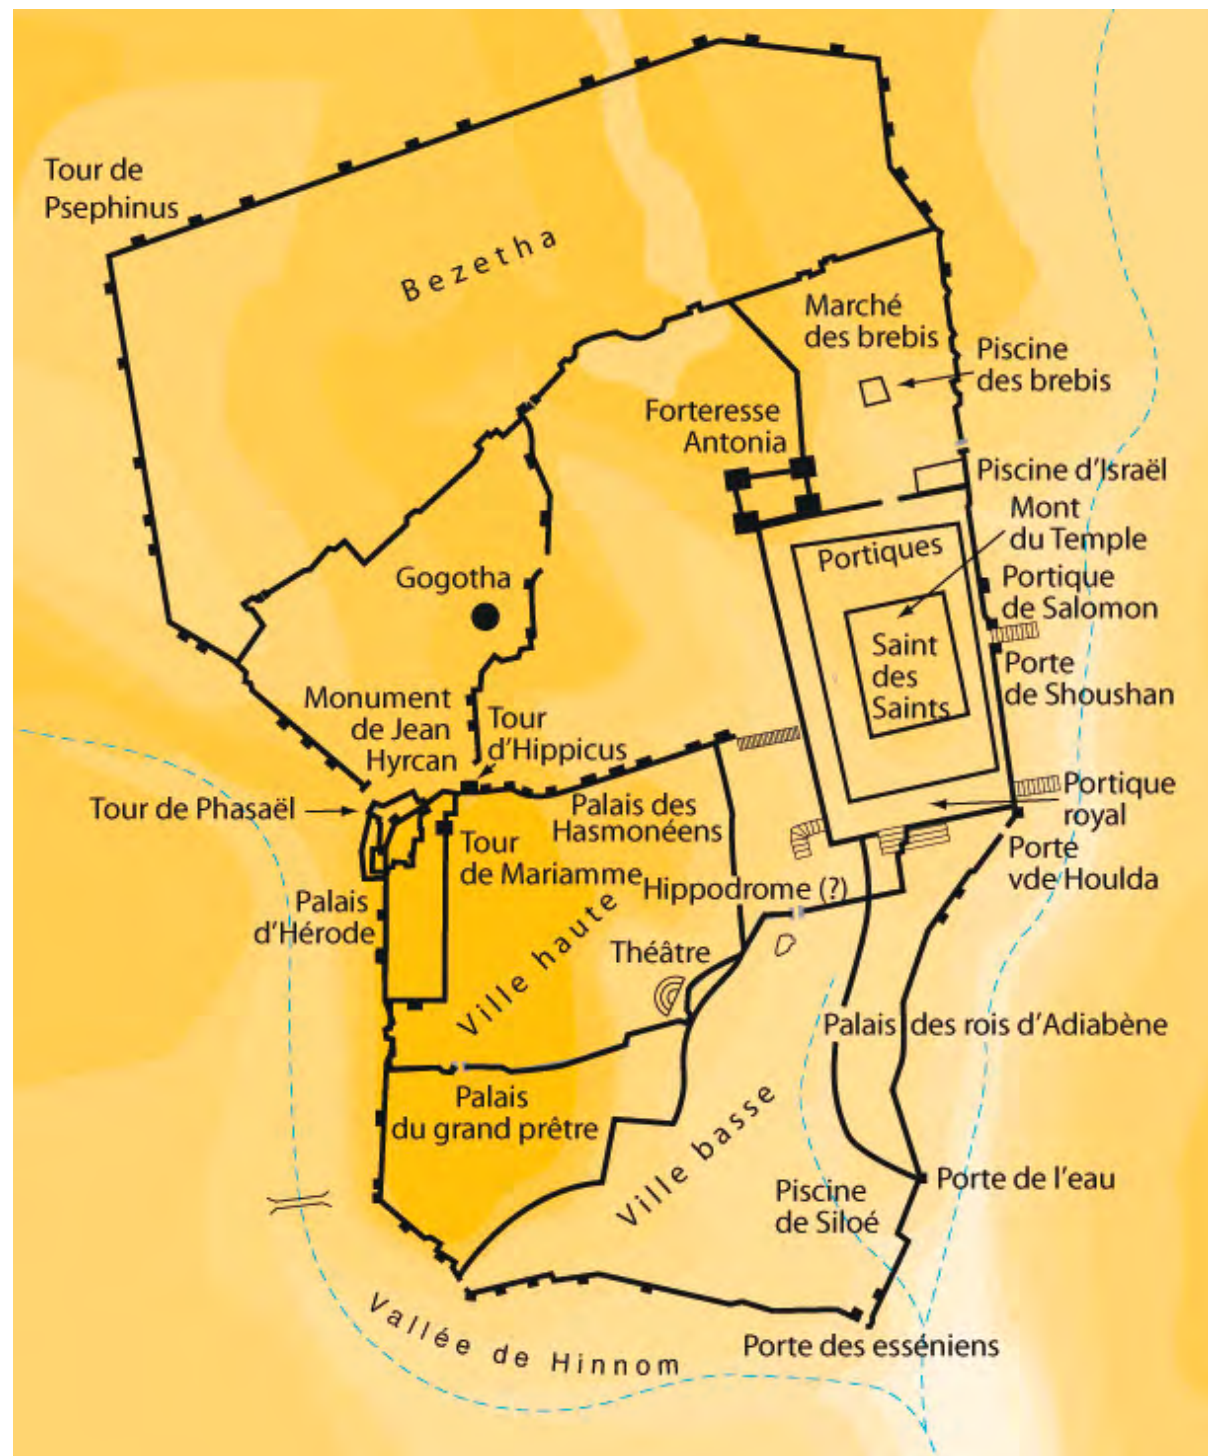 Tour de
Psephinus
Bezetha
Marché
des brebis
Piscine
des brebis
Forteresse
Antonia
Piscine d'Israël
Mont
du Temple
Portiques
Gogotha
Portique
de Salomon
Saint
des
Saints
Porte
de Shoushan
Monument
de Jean
Hyrcan
Tour
d'Hippicus
Tour de Phasaël
Palais des
Hasmonéens
Portique
royal
Tour
de Mariamme
Porte
vde Houlda
Hippodrome (?)
Palais
d'Hérode
Ville haute
Théâtre
Palais des rois d'Adiabène
Palais
du grand prêtre
Ville basse
Piscine
de Siloé
Porte de l'eau
Vallée de Hinnom
Porte des esséniens